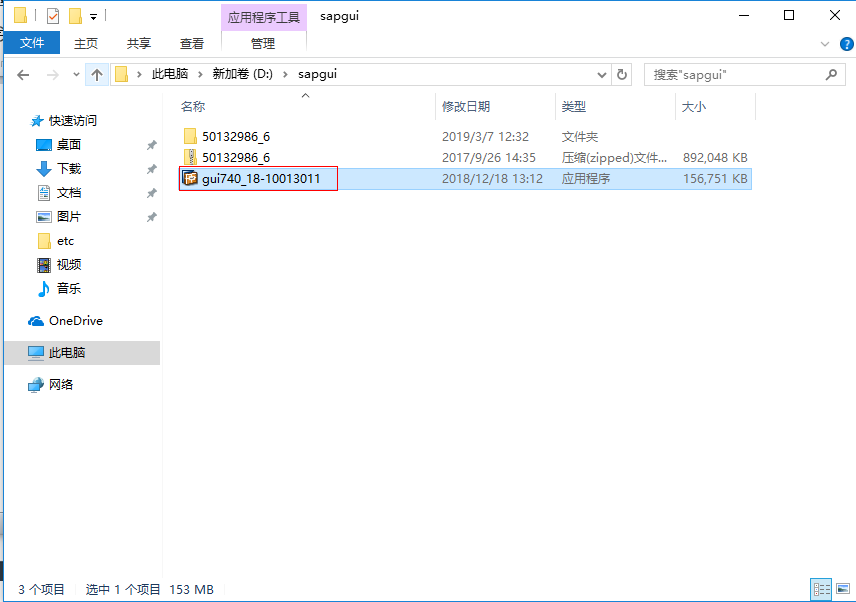 应用程序工具 sapgui
文件 主页 共享 查看 管理
此电脑 新加卷 (D:) sapgui 搜索"sapgui"
名称 修改日期 类型 大小
快速访问
桌面
下载
文档
图片
etc
视频
音乐
OneDrive
此电脑
网络
50132986_6 2019/3/7 12:32 文件夹
50132986_6 2017/9/26 14:35 压缩(zipped)文件... 892,048 KB
gui740_18-10013011 2018/12/18 13:12 应用程序 156,751 KB
3 个项目 选中 1 个项目 153 MB